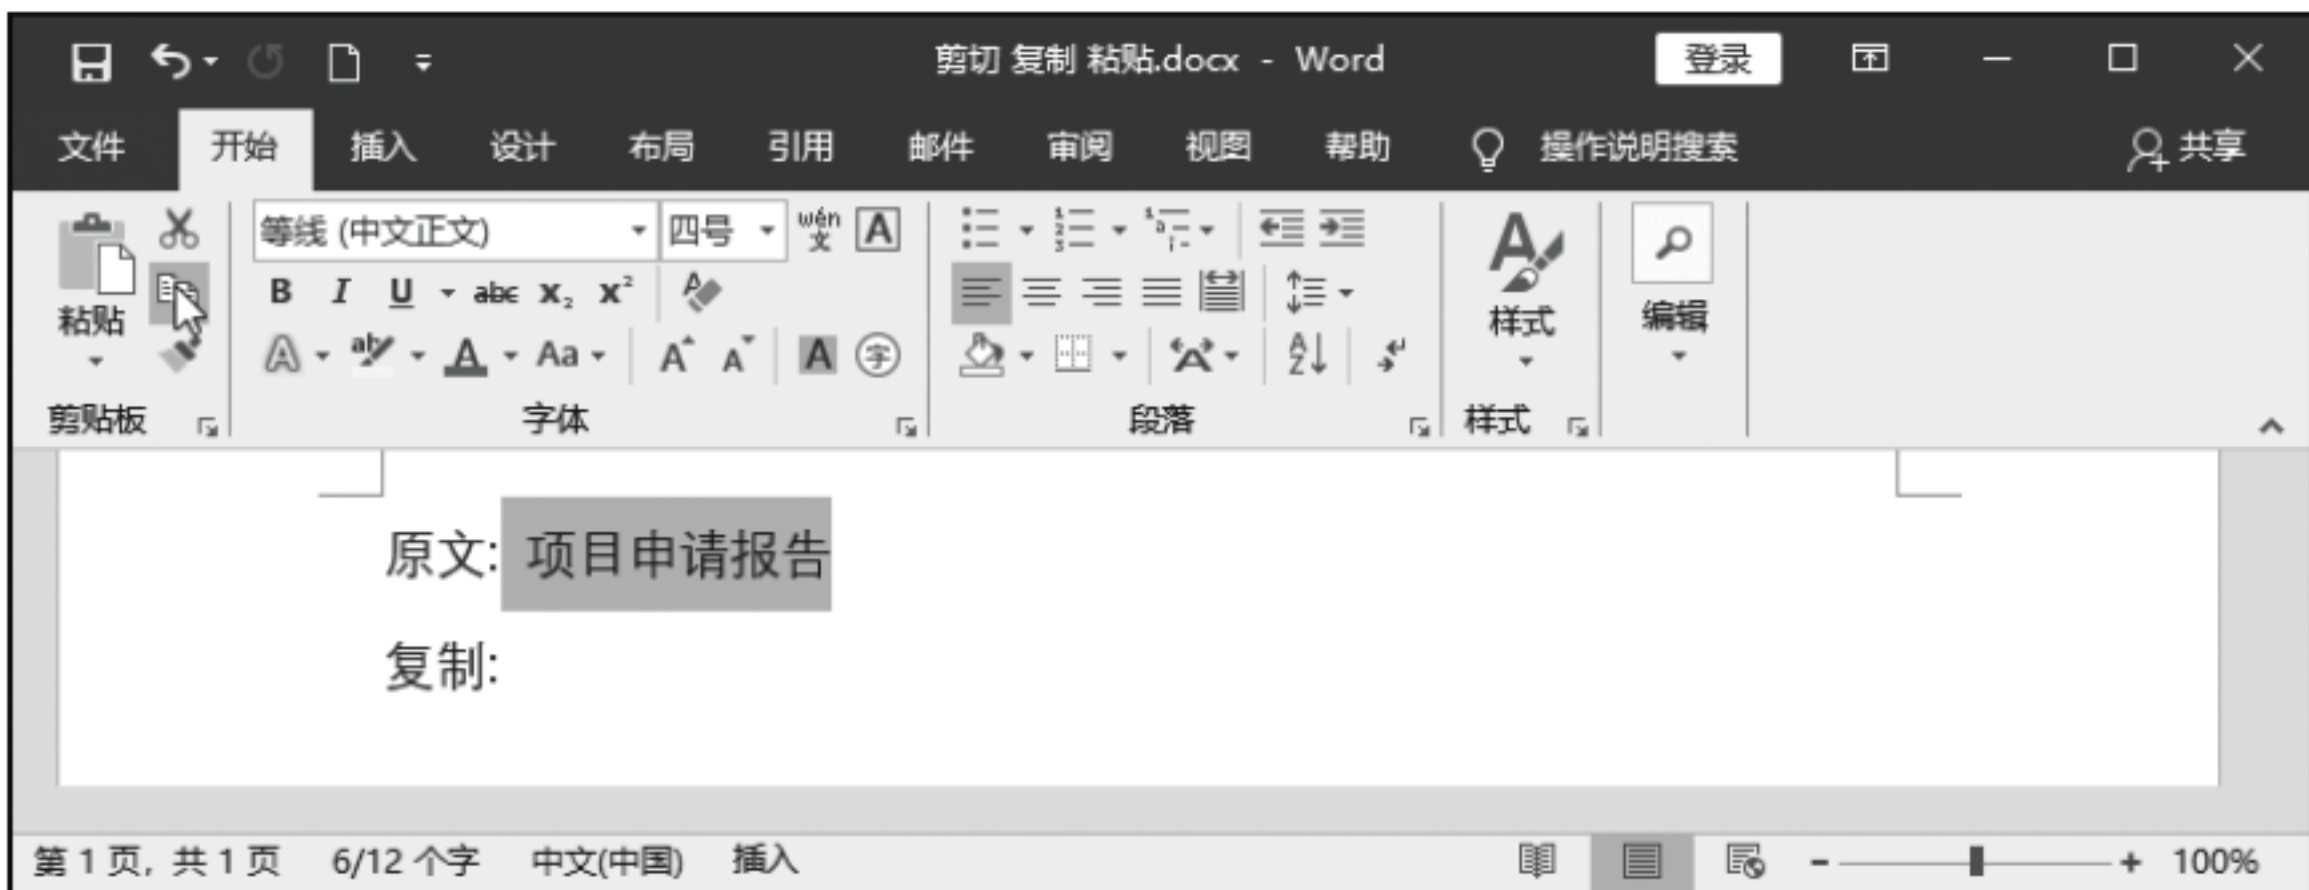 剪切 复制 粘贴.docx - Word 登录
文件 开始 插入 设计 布局 引用 邮件 审阅 视图 帮助 操作说明搜索 共享
等线 (中文正文) 四号 wén 文 A
B I U abc x₂ x² A
粘贴 样式 编辑
A aby A Aa A A A 字 A A Z
剪贴板 字体 段落 样式
原文: 项目申请报告
复制:
第 1 页, 共 1 页 6/12 个字 中文(中国) 插入 - + 100%